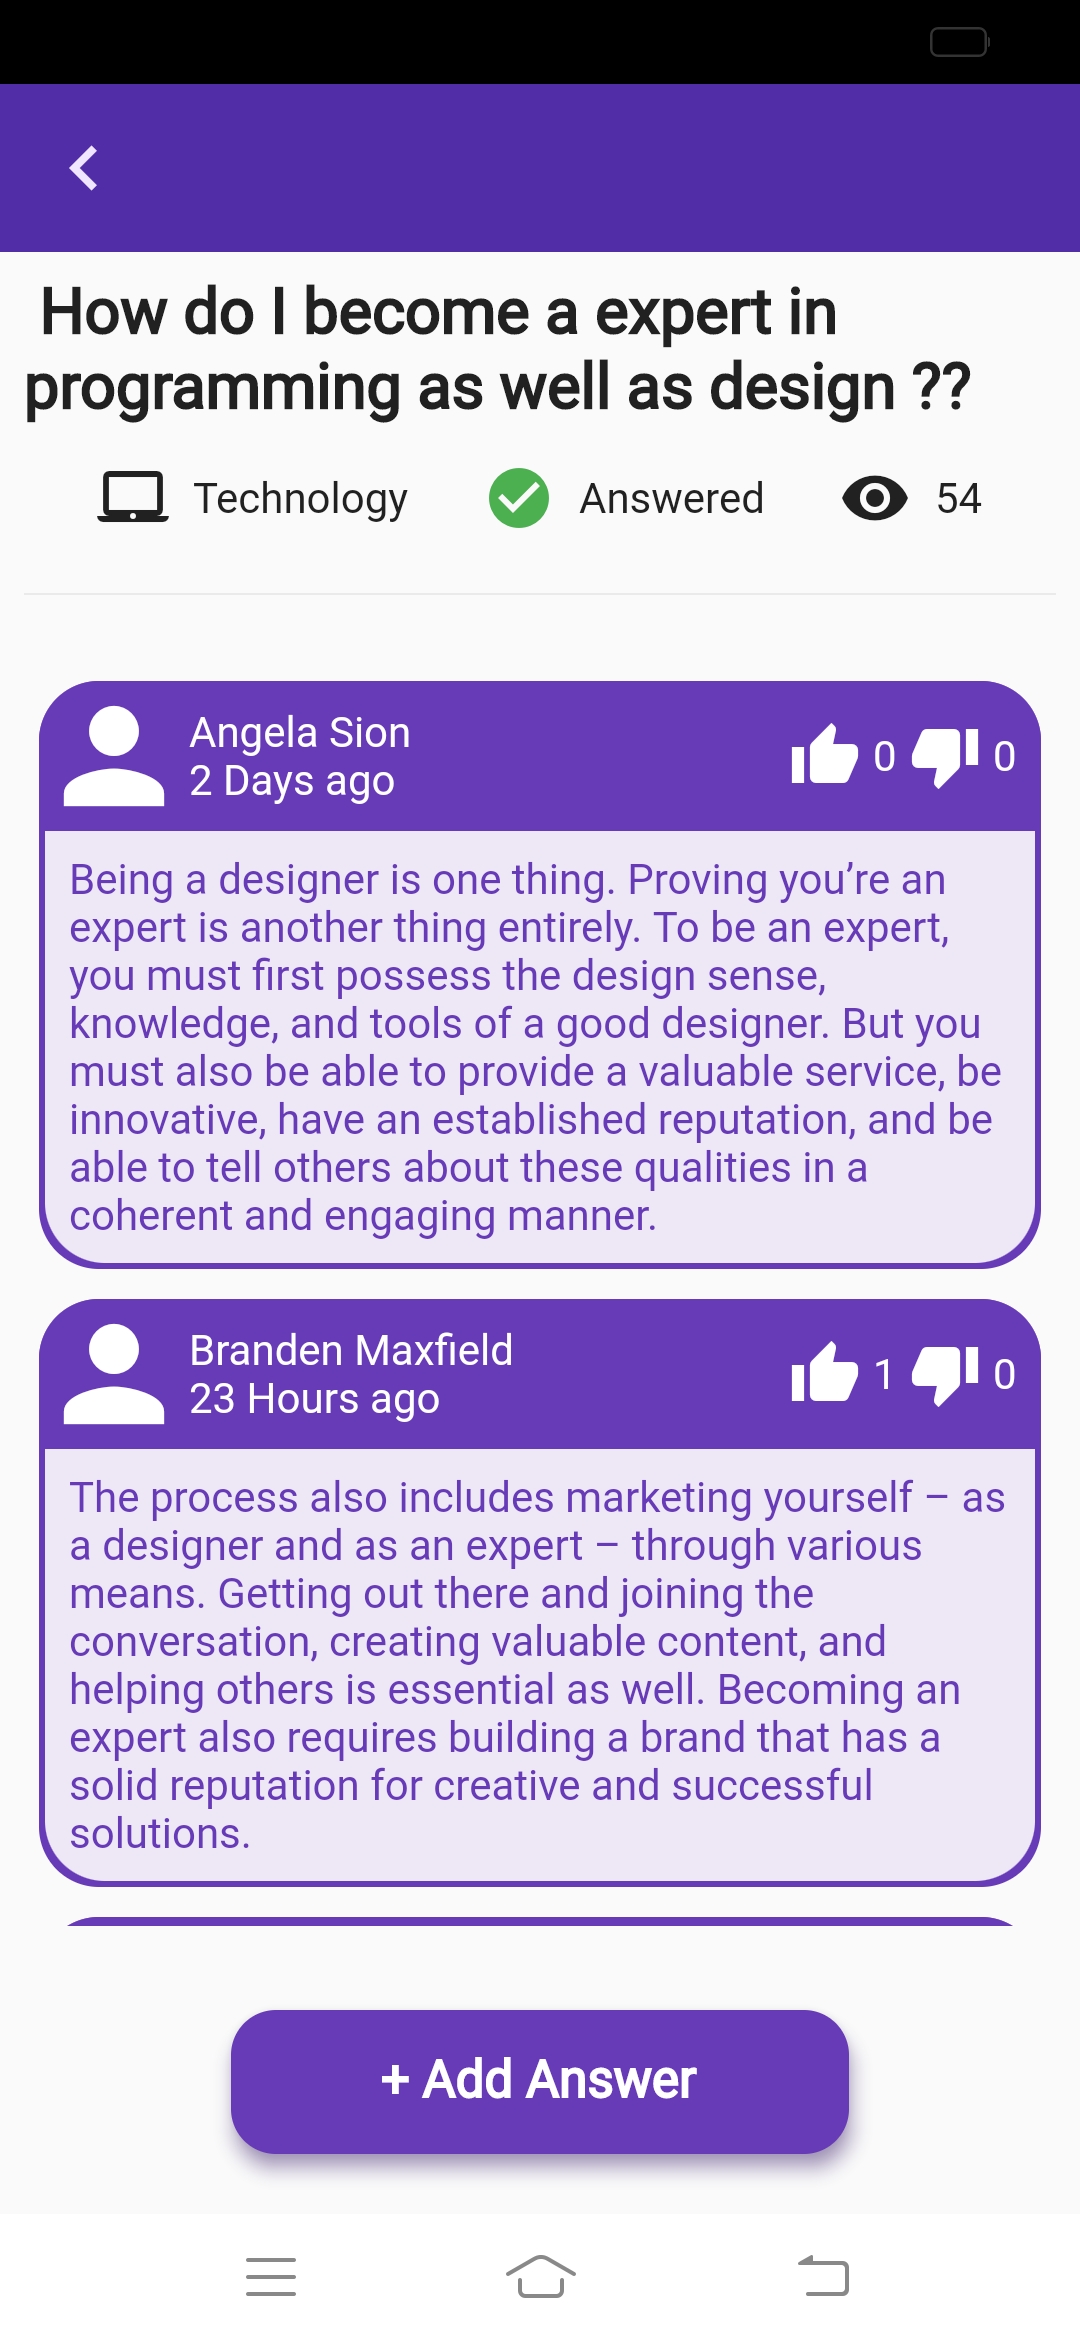 How do I become a expert in
programming as well as design ??
Technology Answered 54
Angela Sion
2 Days ago
0 0
Being a designer is one thing. Proving you’re an
expert is another thing entirely. To be an expert,
you must first possess the design sense,
knowledge, and tools of a good designer. But you
must also be able to provide a valuable service, be
innovative, have an established reputation, and be
able to tell others about these qualities in a
coherent and engaging manner.
Branden Maxfield
23 Hours ago
1 0
The process also includes marketing yourself – as
a designer and as an expert – through various
means. Getting out there and joining the
conversation, creating valuable content, and
helping others is essential as well. Becoming an
expert also requires building a brand that has a
solid reputation for creative and successful
solutions.
+ Add Answer